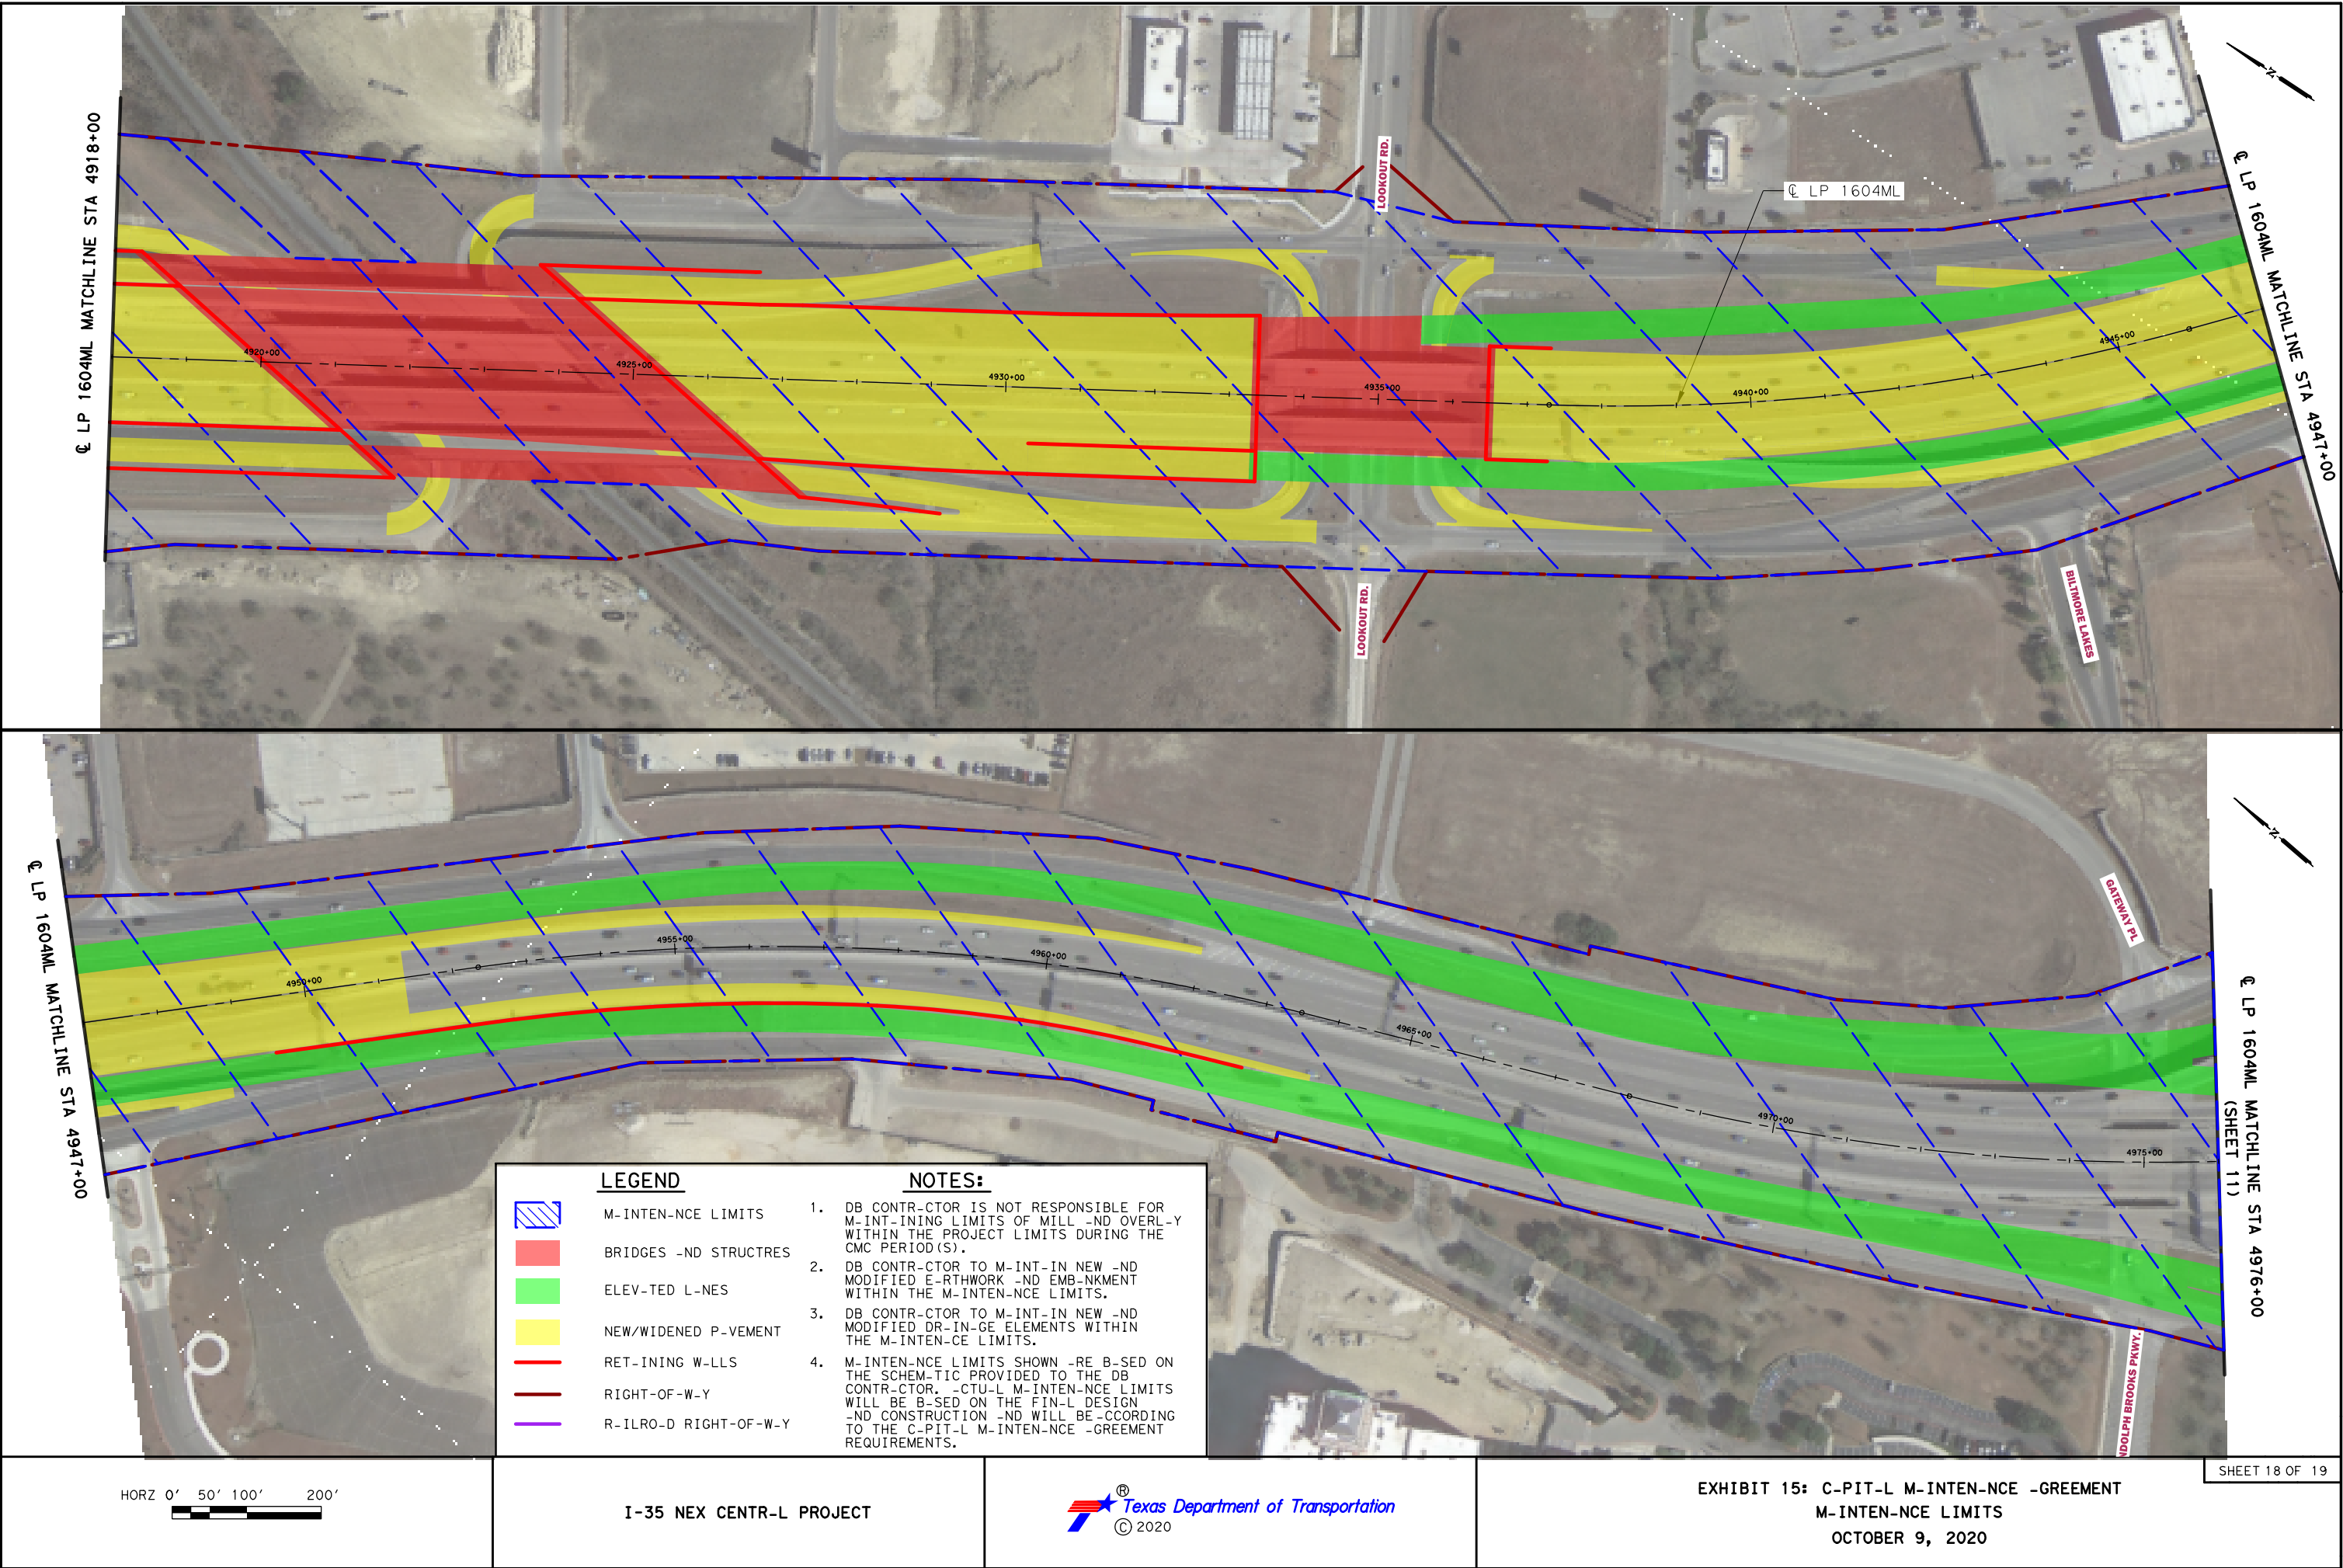 ℄ LP 1604ML MATCHLINE STA 4918+00
LOOKOUT RD.
℄ LP 1604ML
N
℄ LP 1604ML MATCHLINE STA 4947+00
4920+00
4925+00
4930+00
4935+00
4940+00
4945+00
LOOKOUT RD.
BILTMORE LAKES
℄ LP 1604ML MATCHLINE STA 4947+00
4950+00
4955+00
4960+00
4965+00
4970+00
4975+00
N
GATEWAY PL
℄ LP 1604ML MATCHLINE STA 4976+00
(SHEET 11)
NDOLPH BROOKS PKWY.
LEGEND
M-INTEN-NCE LIMITS
BRIDGES -ND STRUCTRES
ELEV-TED L-NES
NEW/WIDENED P-VEMENT
RET-INING W-LLS
RIGHT-OF-W-Y
R-ILRO-D RIGHT-OF-W-Y
NOTES:
1. DB CONTR-CTOR IS NOT RESPONSIBLE FOR
M-INT-INING LIMITS OF MILL -ND OVERL-Y
WITHIN THE PROJECT LIMITS DURING THE
CMC PERIOD(S).
2. DB CONTR-CTOR TO M-INT-IN NEW -ND
MODIFIED E-RTHWORK -ND EMB-NKMENT
WITHIN THE M-INTEN-NCE LIMITS.
3. DB CONTR-CTOR TO M-INT-IN NEW -ND
MODIFIED DR-IN-GE ELEMENTS WITHIN
THE M-INTEN-CE LIMITS.
4. M-INTEN-NCE LIMITS SHOWN -RE B-SED ON
THE SCHEM-TIC PROVIDED TO THE DB
CONTR-CTOR. -CTU-L M-INTEN-NCE LIMITS
WILL BE B-SED ON THE FIN-L DESIGN
-ND CONSTRUCTION -ND WILL BE-CCORDING
TO THE C-PIT-L M-INTEN-NCE -GREEMENT
REQUIREMENTS.
SHEET 18 OF 19
HORZ 0' 50' 100' 200'
I-35 NEX CENTR-L PROJECT
®
Texas Department of Transportation
© 2020
EXHIBIT 15: C-PIT-L M-INTEN-NCE -GREEMENT
M-INTEN-NCE LIMITS
OCTOBER 9, 2020